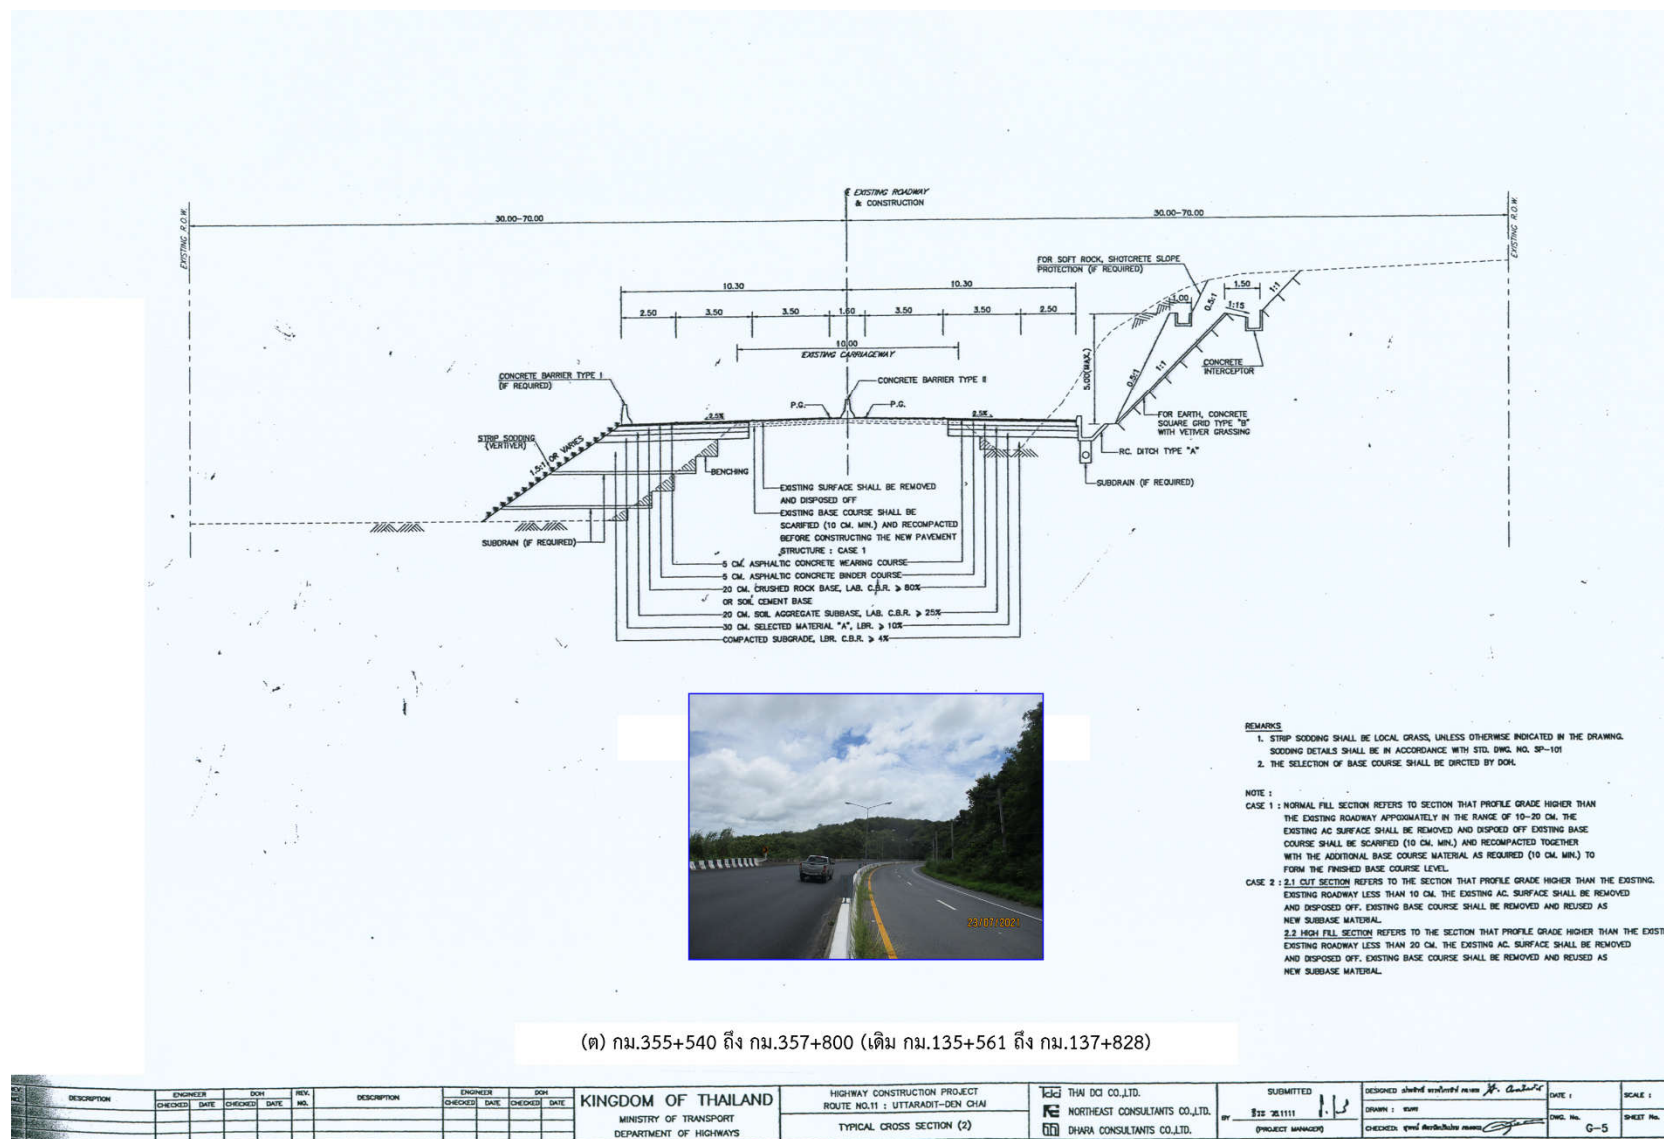 ℄ EXISTING ROADWAY
& CONSTRUCTION
30.00-70.00
30.00-70.00
EXISTING R.O.W.
EXISTING R.O.W.
FOR SOFT ROCK, SHOTCRETE SLOPE
PROTECTION (IF REQUIRED)
10.30
10.30
2.50
3.50
3.50
1.60
3.50
3.50
2.50
10.00
EXISTING CARRIAGEWAY
1.00
0.5:1
1.50
1:15
1:1
5.00(MAX.)
0.5:1
1:1
CONCRETE
INTERCEPTOR
CONCRETE BARRIER TYPE I
(IF REQUIRED)
CONCRETE BARRIER TYPE II
P.G.
P.G.
2.5%
2.5%
FOR EARTH, CONCRETE
SQUARE GRID TYPE "B"
WITH VETIVER GRASSING
STRIP SODDING
(VERTIVER)
1.5:1 OR VARIES
BENCHING
RC. DITCH TYPE "A"
SUBDRAIN (IF REQUIRED)
SUBDRAIN (IF REQUIRED)
EXISTING SURFACE SHALL BE REMOVED
AND DISPOSED OFF
EXISTING BASE COURSE SHALL BE
SCARIFIED (10 CM. MIN.) AND RECOMPACTED
BEFORE CONSTRUCTING THE NEW PAVEMENT
STRUCTURE : CASE 1
5 CM. ASPHALTIC CONCRETE WEARING COURSE
5 CM. ASPHALTIC CONCRETE BINDER COURSE
20 CM. CRUSHED ROCK BASE, LAB. C.B.R. ⩾ 80%
OR SOIL CEMENT BASE
20 CM. SOIL AGGREGATE SUBBASE, LAB. C.B.R. ⩾ 25%
30 CM. SELECTED MATERIAL "A", LBR. ⩾ 10%
COMPACTED SUBGRADE, LBR. C.B.R. ⩾ 4%
23/07/2021
REMARKS
1. STRIP SODDING SHALL BE LOCAL GRASS, UNLESS OTHERWISE INDICATED IN THE DRAWING.
SODDING DETAILS SHALL BE IN ACCORDANCE WITH STD. DWG. NO. SP-101
2. THE SELECTION OF BASE COURSE SHALL BE DIRCTED BY DOH.
NOTE :
CASE 1 : NORMAL FILL SECTION REFERS TO SECTION THAT PROFILE GRADE HIGHER THAN
THE EXISTING ROADWAY APPOXIMATELY IN THE RANGE OF 10-20 CM. THE
EXISTING AC SURFACE SHALL BE REMOVED AND DISPOED OFF EXISTING BASE
COURSE SHALL BE SCARIFIED (10 CM. MIN.) AND RECOMPACTED TOGETHER
WITH THE ADDITIONAL BASE COURSE MATERIAL AS REQUIRED (10 CM. MIN.) TO
FORM THE FINISHED BASE COURSE LEVEL.
CASE 2 : 2.1 CUT SECTION REFERS TO THE SECTION THAT PROFILE GRADE HIGHER THAN THE EXISTING.
EXISTING ROADWAY LESS THAN 10 CM. THE EXISTING AC. SURFACE SHALL BE REMOVED
AND DISPOSED OFF. EXISTING BASE COURSE SHALL BE REMOVED AND REUSED AS
NEW SUBBASE MATERIAL.
2.2 HIGH FILL SECTION REFERS TO THE SECTION THAT PROFILE GRADE HIGHER THAN THE EXISTI
EXISTING ROADWAY LESS THAN 20 CM. THE EXISTING AC. SURFACE SHALL BE REMOVED
AND DISPOSED OFF. EXISTING BASE COURSE SHALL BE REMOVED AND REUSED AS
NEW SUBBASE MATERIAL.
(ต) กม.355+540 ถึง กม.357+800 (เดิม กม.135+561 ถึง กม.137+828)
DESCRIPTION
ENGINEER
DOH
CHECKED
DATE
CHECKED
DATE
REV.
NO.
DESCRIPTION
ENGINEER
DOH
CHECKED
DATE
CHECKED
DATE
KINGDOM OF THAILAND
MINISTRY OF TRANSPORT
DEPARTMENT OF HIGHWAYS
HIGHWAY CONSTRUCTION PROJECT
ROUTE NO.11 : UTTARADIT-DEN CHAI
TYPICAL CROSS SECTION (2)
THAI DCI CO.,LTD.
NORTHEAST CONSULTANTS CO.,LTD.
DHARA CONSULTANTS CO.,LTD.
SUBMITTED
BY
(PROJECT MANAGER)
DESIGNED
DRAWN :
CHECKED:
DATE :
SCALE :
DWG. No.
G-5
SHEET No.